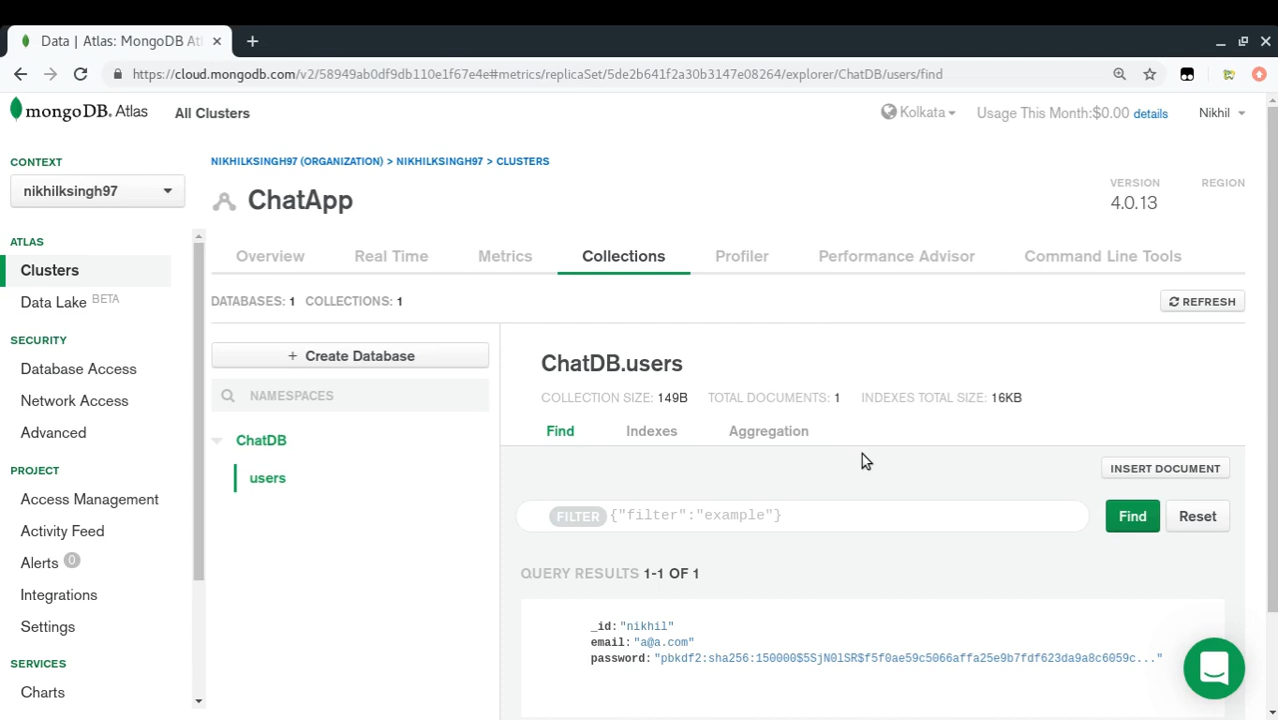 Data | Atlas: MongoDB Atl
https://cloud.mongodb.com/v2/58949ab0df9db110e1f67e4e#metrics/replicaSet/5de2b641f2a30b3147e08264/explorer/ChatDB/users/find
mongoDB. Atlas All Clusters Kolkata Usage This Month:$0.00 details Nikhil
CONTEXT
nikhilksingh97
ATLAS
Clusters
Data Lake BETA
SECURITY
Database Access
Network Access
Advanced
PROJECT
Access Management
Activity Feed
Alerts 0
Integrations
Settings
SERVICES
Charts
NIKHILKSINGH97 (ORGANIZATION) > NIKHILKSINGH97 > CLUSTERS
ChatApp
VERSION REGION
4.0.13
Overview Real Time Metrics Collections Profiler Performance Advisor Command Line Tools
DATABASES: 1 COLLECTIONS: 1 REFRESH
+ Create Database
NAMESPACES
ChatDB
users
ChatDB.users
COLLECTION SIZE: 149B TOTAL DOCUMENTS: 1 INDEXES TOTAL SIZE: 16KB
Find Indexes Aggregation
INSERT DOCUMENT
FILTER {"filter":"example"} Find Reset
QUERY RESULTS 1-1 OF 1
_id:"nikhil"
email:"a@a.com"
password:"pbkdf2:sha256:150000$5SjN0lSR$f5f0ae59c5066affa25e9b7fdf623da9a8c6059c..."